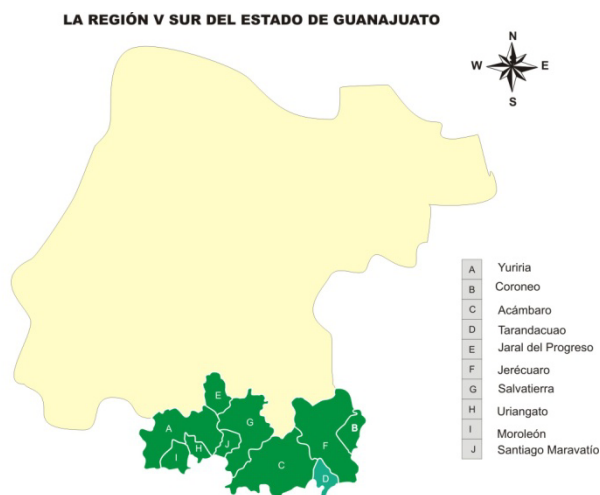 LA REGIÓN V SUR DEL ESTADO DE GUANAJUATO
N
W E
S
A Yuriria
B Coroneo
C Acámbaro
D Tarandacuao
E Jaral del Progreso
F Jerécuaro
G Salvatierra
H Uriangato
I Moroleón
J Santiago Maravatío
E
A
G
B
H
J
F
I
C
D